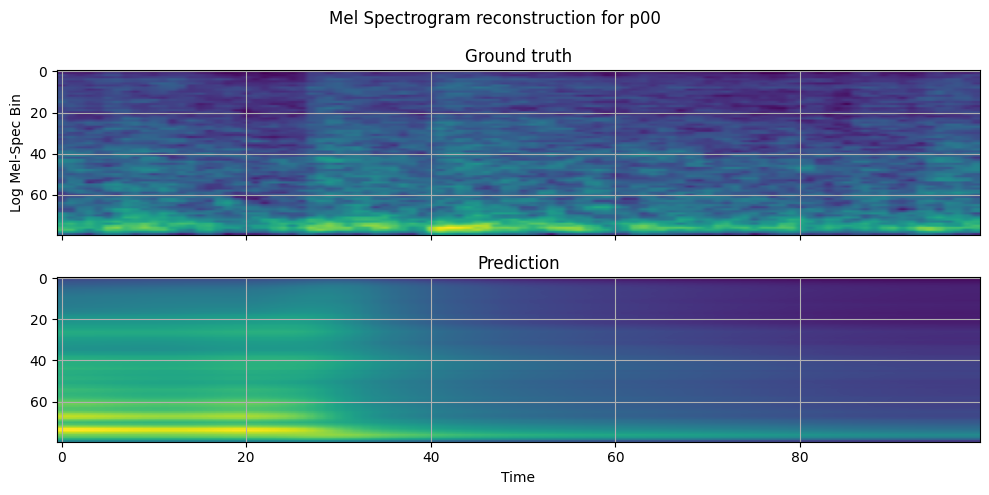 Mel Spectrogram reconstruction for p00
Ground truth
Log Mel-Spec Bin
0
20
40
60
Prediction
0
20
40
60
0 20 40 60 80
Time